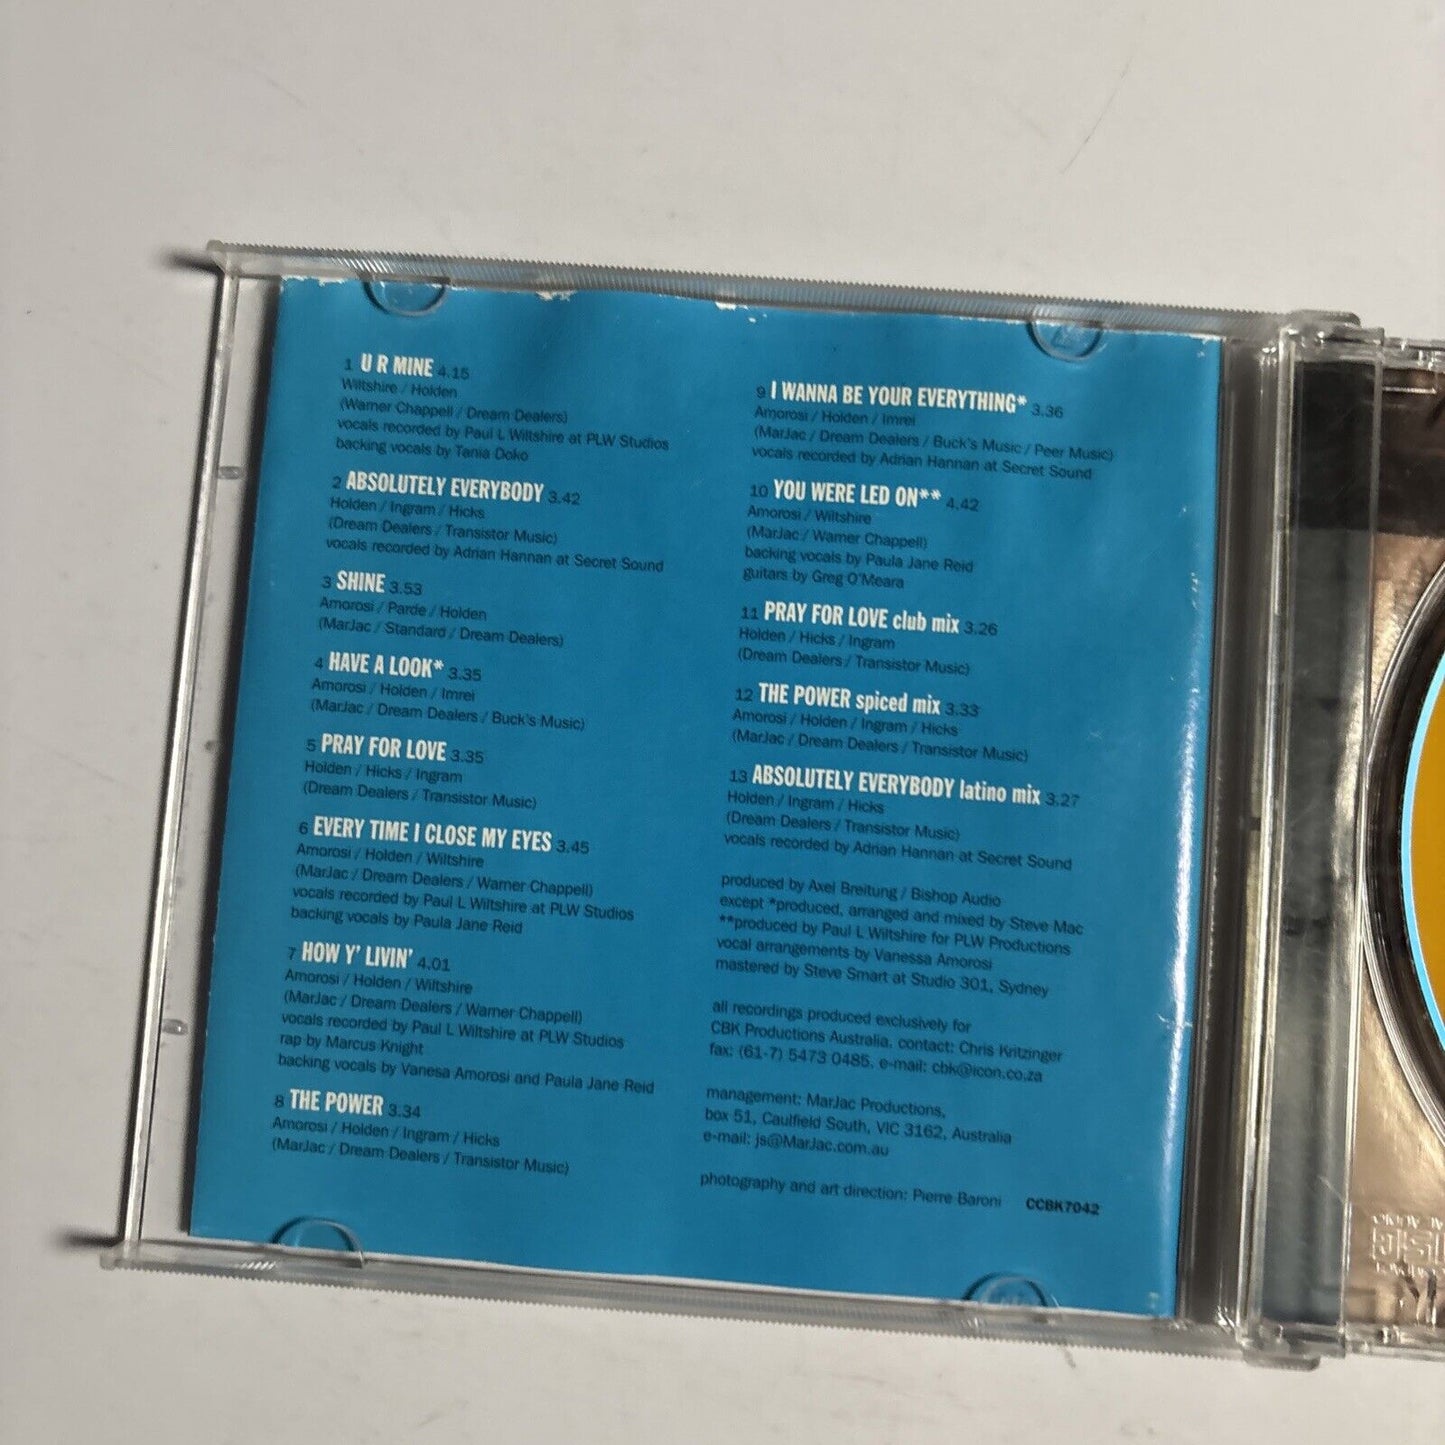 1 U R MINE 4.15
Wiltshire / Holden
(Warner Chappell / Dream Dealers)
vocals recorded by Paul L Wiltshire at PLW Studios
backing vocals by Tania Doko
2 ABSOLUTELY EVERYBODY 3.42
Holden / Ingram / Hicks
(Dream Dealers / Transistor Music)
vocals recorded by Adrian Hannan at Secret Sound
3 SHINE 3.53
Amorosi / Parde / Holden
(MarJac / Standard / Dream Dealers)
4 HAVE A LOOK* 3.35
Amorosi / Holden / Imrei
(MarJac / Dream Dealers / Buck's Music)
5 PRAY FOR LOVE 3.35
Holden / Hicks / Ingram
(Dream Dealers / Transistor Music)
6 EVERY TIME I CLOSE MY EYES 3.45
Amorosi / Holden / Wiltshire
(MarJac / Dream Dealers / Warner Chappell)
vocals recorded by Paul L Wiltshire at PLW Studios
backing vocals by Paula Jane Reid
7 HOW Y' LIVIN' 4.01
Amorosi / Holden / Wiltshire
(MarJac / Dream Dealers / Warner Chappell)
vocals recorded by Paul L Wiltshire at PLW Studios
rap by Marcus Knight
backing vocals by Vanesa Amorosi and Paula Jane Reid
8 THE POWER 3.34
Amorosi / Holden / Ingram / Hicks
(MarJac / Dream Dealers / Transistor Music)
9 I WANNA BE YOUR EVERYTHING* 3.36
Amorosi / Holden / Imrei
(MarJac / Dream Dealers / Buck's Music / Peer Music)
vocals recorded by Adrian Hannan at Secret Sound
10 YOU WERE LED ON** 4.42
Amorosi / Wiltshire
(MarJac / Warner Chappell)
backing vocals by Paula Jane Reid
guitars by Greg O'Meara
11 PRAY FOR LOVE club mix 3.26
Holden / Hicks / Ingram
(Dream Dealers / Transistor Music)
12 THE POWER spiced mix 3.33
Amorosi / Holden / Ingram / Hicks
(MarJac / Dream Dealers / Transistor Music)
13 ABSOLUTELY EVERYBODY latino mix 3.27
Holden / Ingram / Hicks
(Dream Dealers / Transistor Music)
vocals recorded by Adrian Hannan at Secret Sound
produced by Axel Breitung / Bishop Audio
except *produced, arranged and mixed by Steve Mac
**produced by Paul L Wiltshire for PLW Productions
vocal arrangements by Vanessa Amorosi
mastered by Steve Smart at Studio 301, Sydney
all recordings produced exclusively for
CBK Productions Australia. contact: Chris Kritzinger
fax: (61-7) 5473 0485, e-mail: cbk@icon.co.za
management: MarJac Productions,
box 51, Caulfield South, VIC 3162, Australia
e-mail: js@MarJac.com.au
photography and art direction: Pierre Baroni CCBK7042